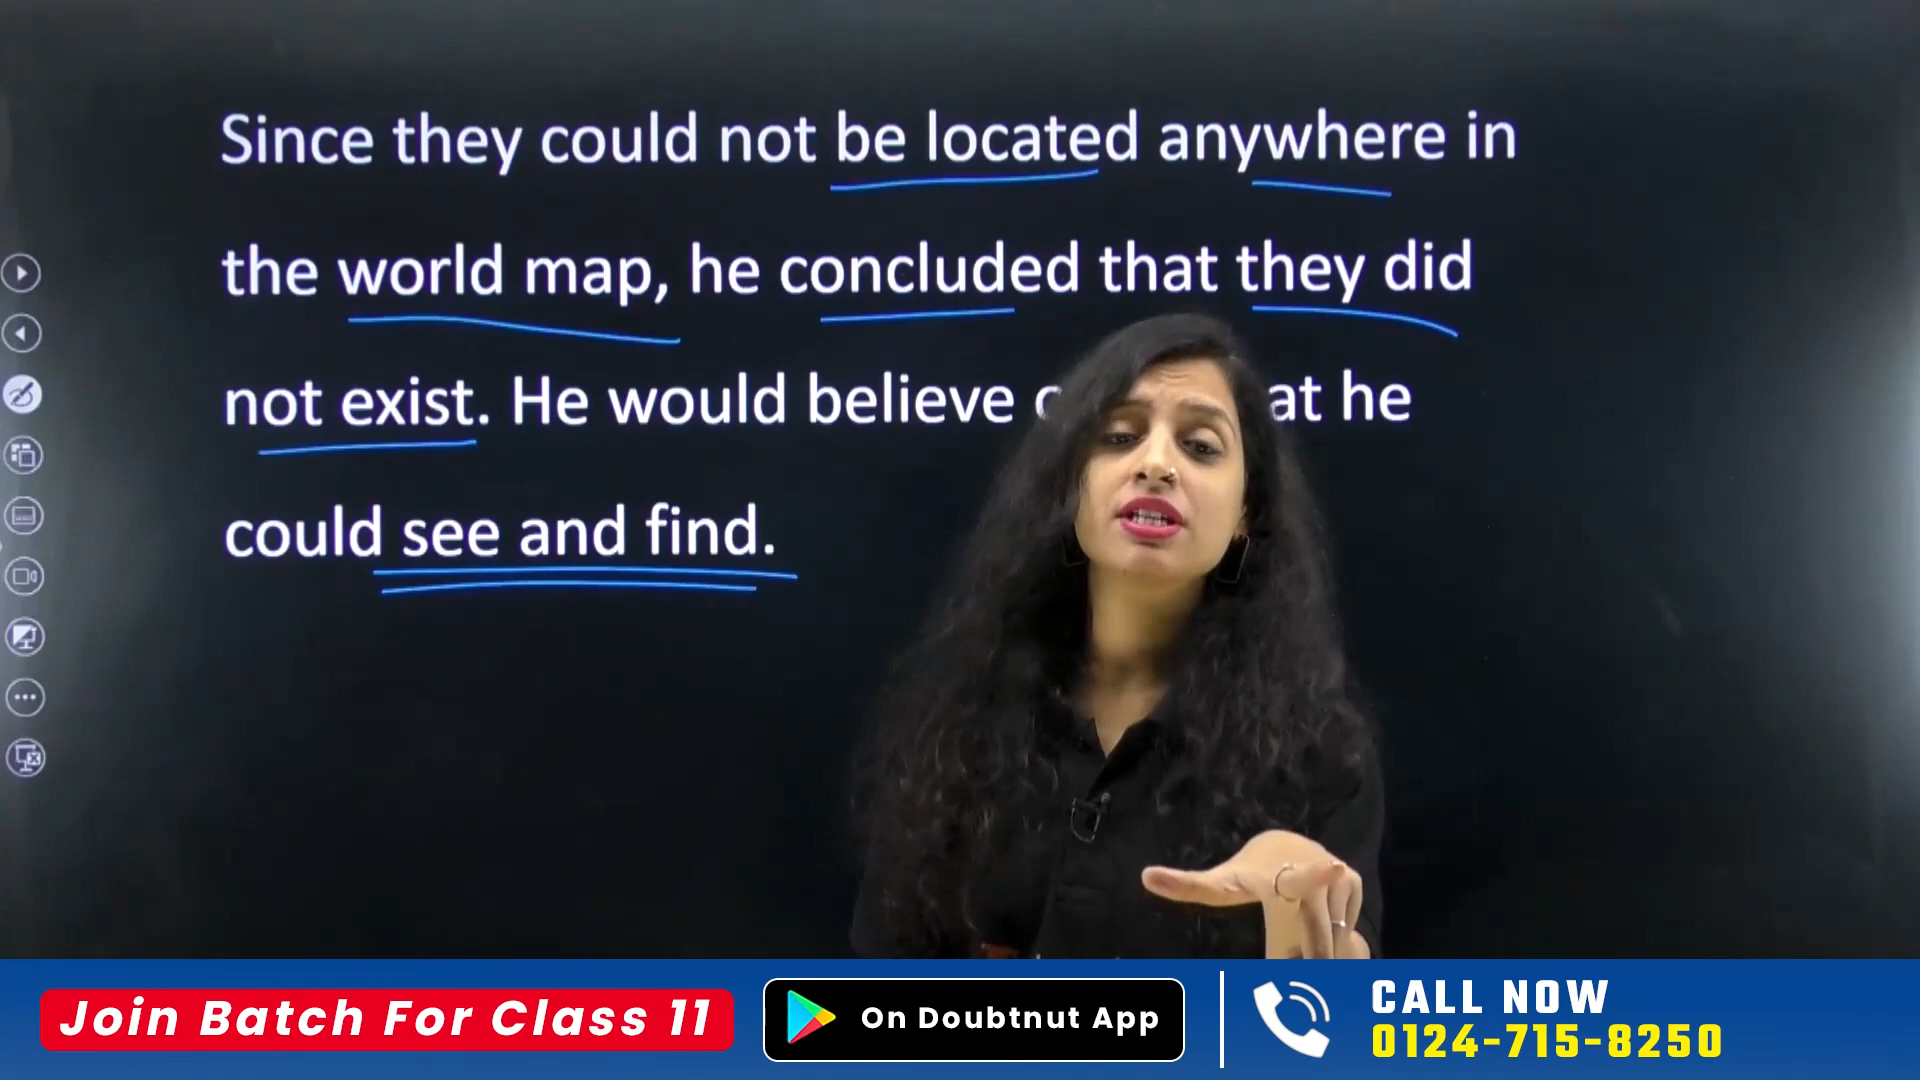 Since they could not be located anywhere in
the world map, he concluded that they did
not exist. He would believe at he
could see and find.
Join Batch For Class 11
On Doubtnut App
CALL NOW
0124-715-8250